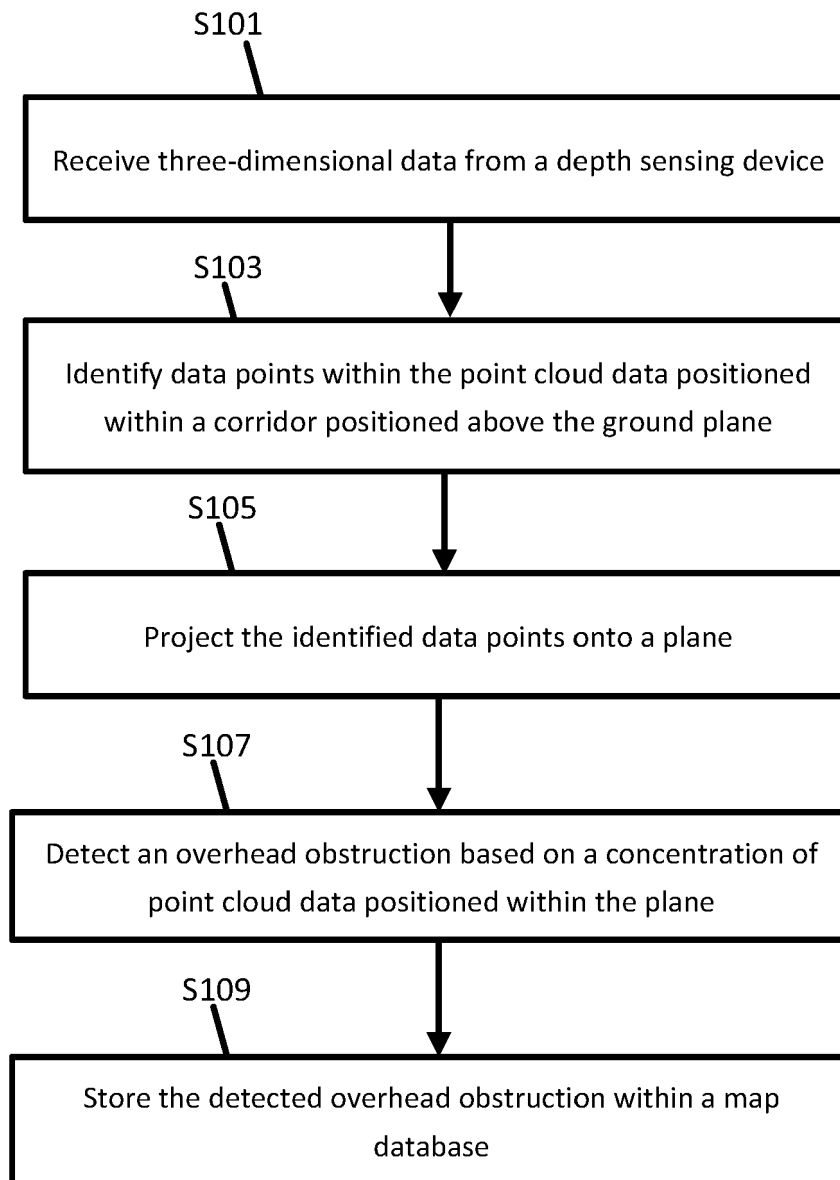 S101
Receive three-dimensional data from a depth sensing device
S103
Identify data points within the point cloud data positioned
within a corridor positioned above the ground plane
S105
Project the identified data points onto a plane
S107
Detect an overhead obstruction based on a concentration of
point cloud data positioned within the plane
S109
Store the detected overhead obstruction within a map
database